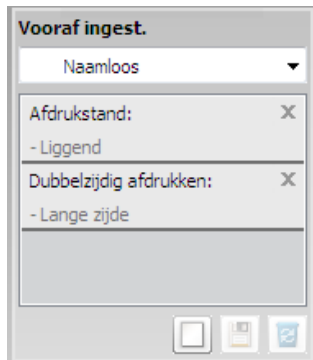 Vooraf ingest.
Naamloos
Afdrukstand:
- Liggend
Dubbelzijdig afdrukken:
- Lange zijde